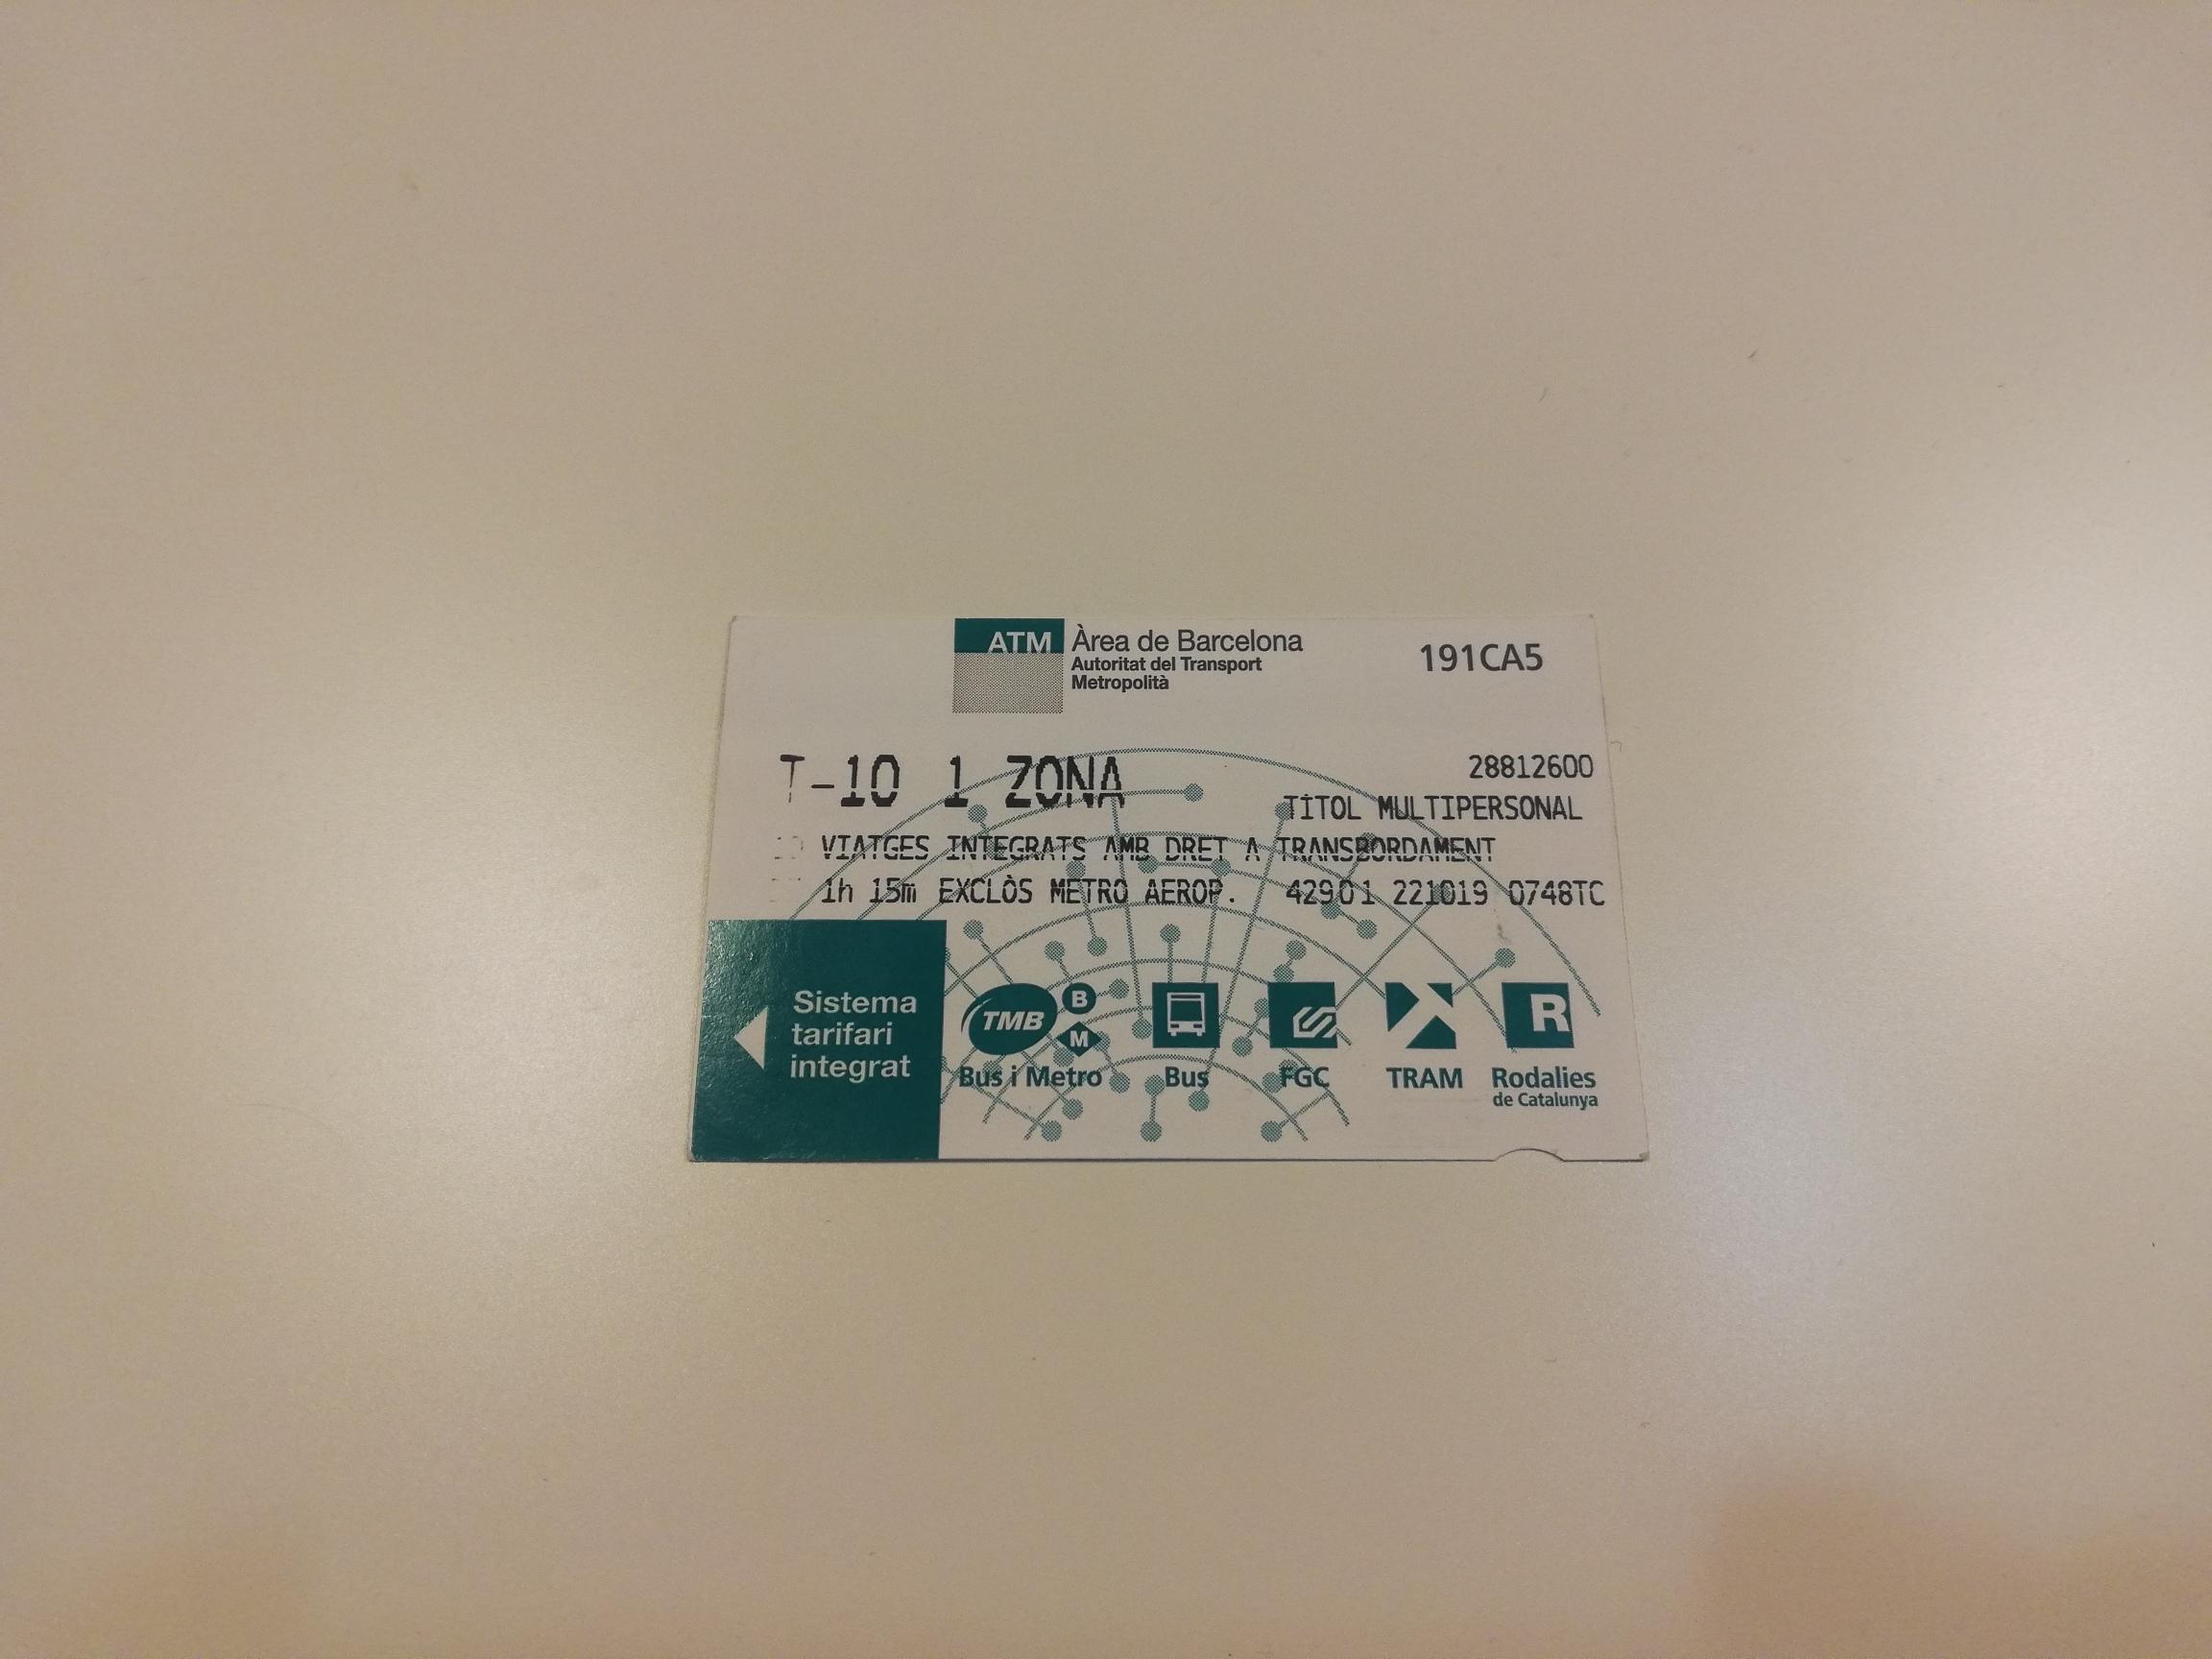 ATM Àrea de Barcelona
Autoritat del Transport
Metropolità
191CA5
T-10 1 ZONA
28812600
TÍTOL MULTIPERSONAL
VIATGES INTEGRATS AMB DRET A TRANSBORDAMENT
1h 15m EXCLÒS METRO AEROP. 42901 221019 0748TC
Sistema
tarifari
integrat
TMB
B
M
R
Bus i Metro Bus FGC TRAM Rodalies
de Catalunya